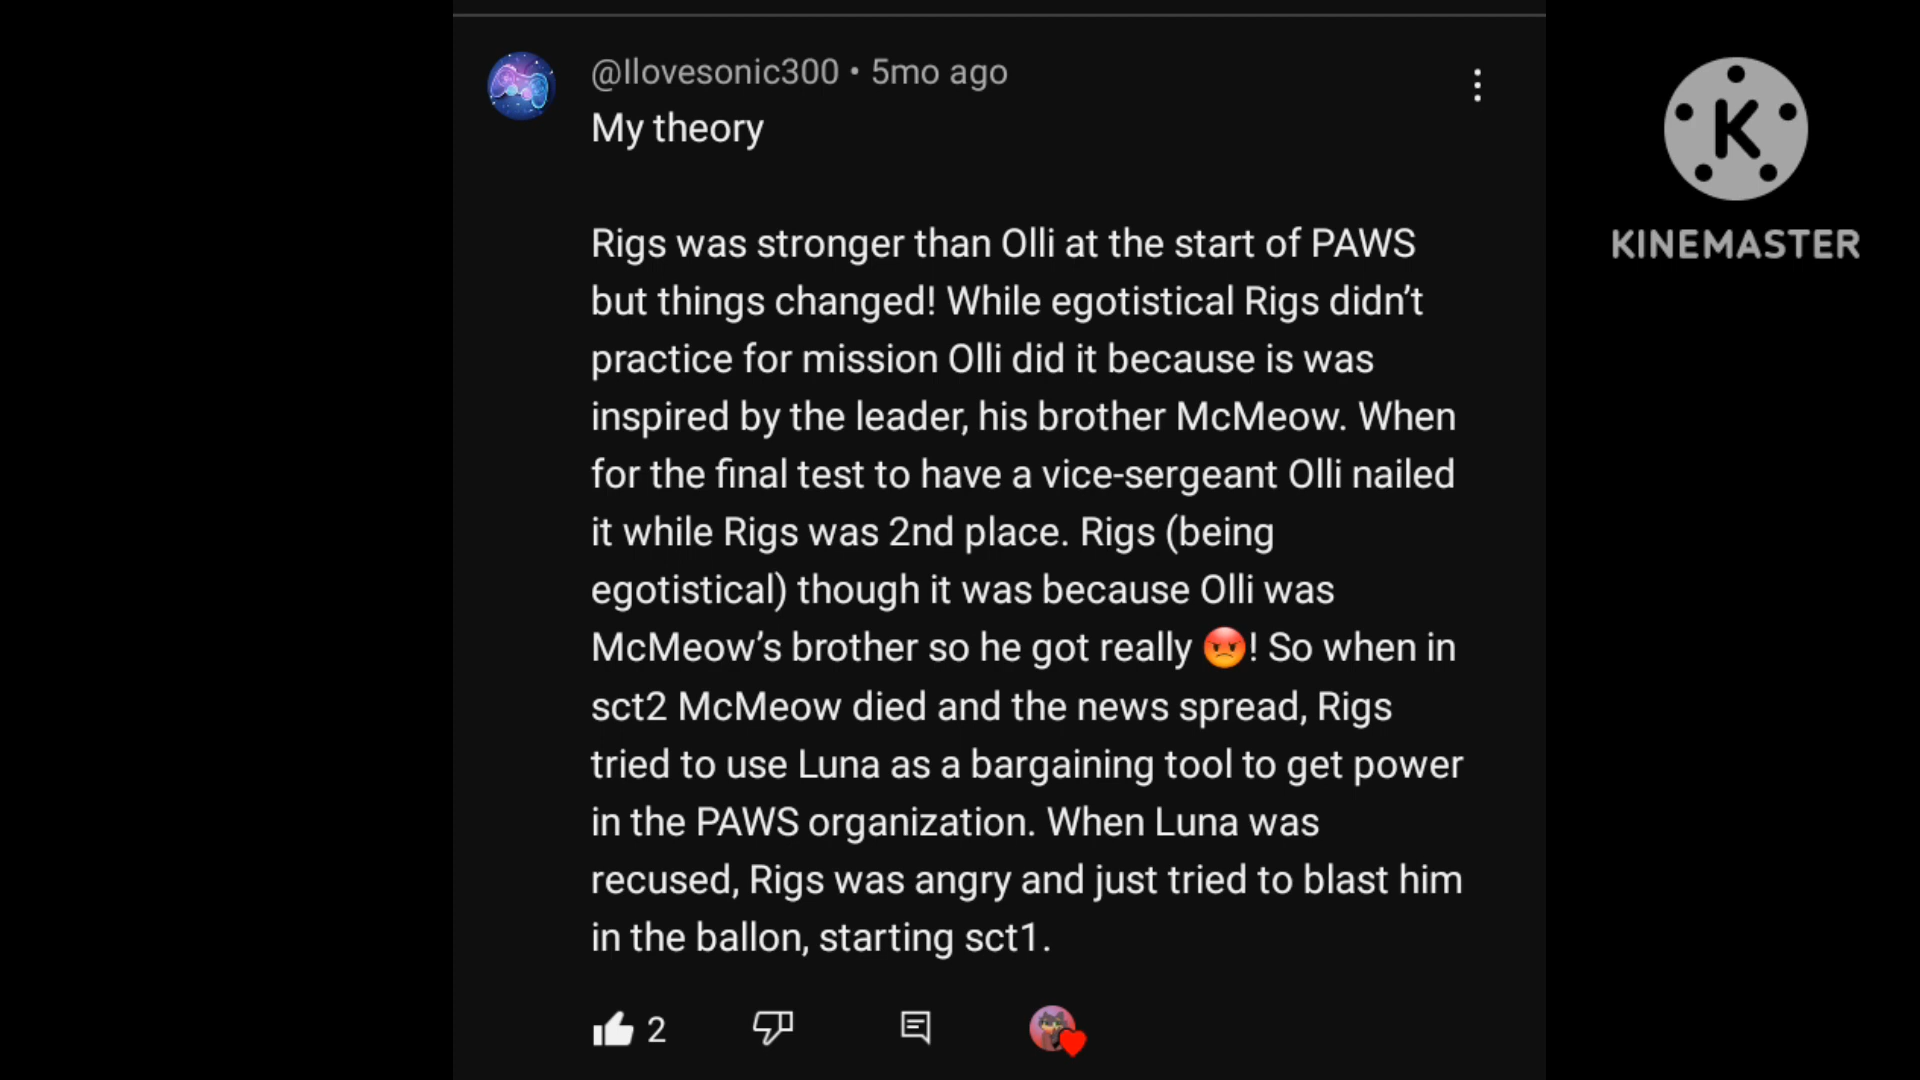 @Ilovesonic300 • 5mo ago
My theory
Rigs was stronger than Olli at the start of PAWS
but things changed! While egotistical Rigs didn’t
practice for mission Olli did it because is was
inspired by the leader, his brother McMeow. When
for the final test to have a vice-sergeant Olli nailed
it while Rigs was 2nd place. Rigs (being
egotistical) though it was because Olli was
McMeow’s brother so he got really 😡! So when in
sct2 McMeow died and the news spread, Rigs
tried to use Luna as a bargaining tool to get power
in the PAWS organization. When Luna was
recused, Rigs was angry and just tried to blast him
in the ballon, starting sct1.
2
K
KINEMASTER